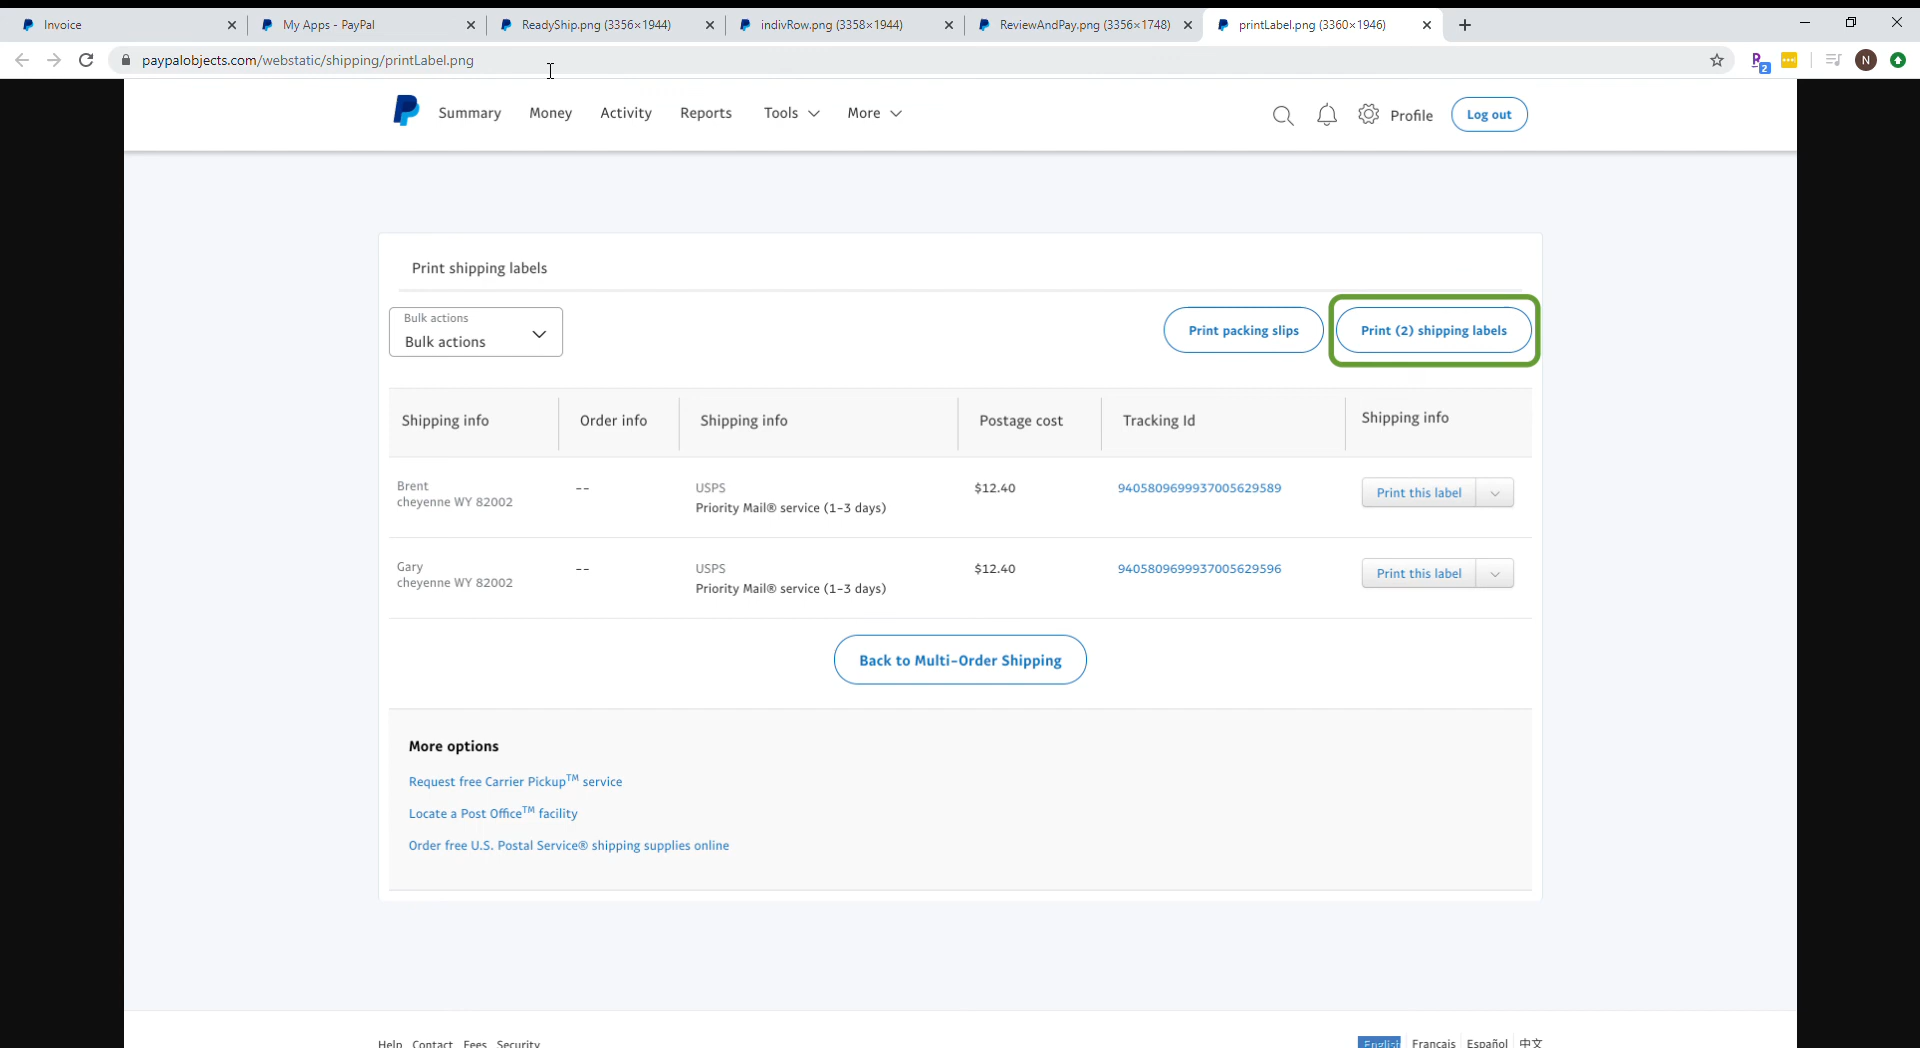 Invoice
My Apps - PayPal
ReadyShip.png (3356×1944)
indivRow.png (3358×1944)
ReviewAndPay.png (3356×1748)
printLabel.png (3360×1946)
paypalobjects.com/webstatic/shipping/printLabel.png
2
N
Summary
Money
Activity
Reports
Tools
More
Profile
Log out
Print shipping labels
Bulk actions
Bulk actions
Print packing slips
Print (2) shipping labels
Shipping info
Order info
Shipping info
Postage cost
Tracking Id
Shipping info
Brent
cheyenne WY 82002
--
USPS
Priority Mail® service (1-3 days)
$12.40
9405809699937005629589
Print this label
Gary
cheyenne WY 82002
--
USPS
Priority Mail® service (1-3 days)
$12.40
9405809699937005629596
Print this label
Back to Multi-Order Shipping
More options
Request free Carrier Pickup™ service
Locate a Post Office™ facility
Order free U.S. Postal Service® shipping supplies online
Help Contact Fees Security
English Français Español 中文